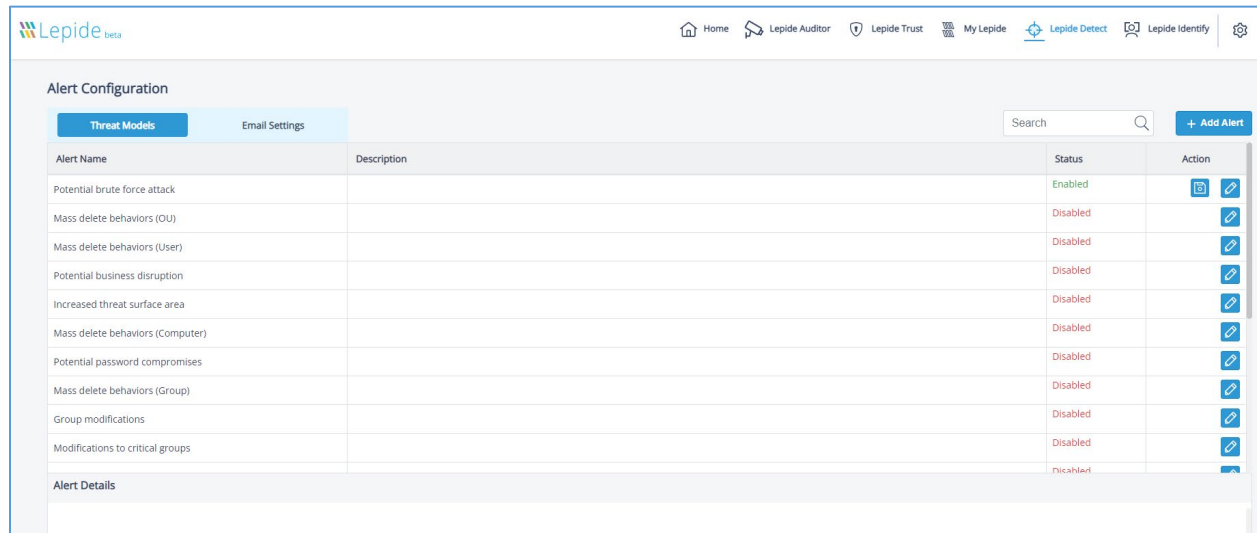 Lepide beta
Home Lepide Auditor Lepide Trust My Lepide Lepide Detect Lepide Identify
Alert Configuration
Threat Models Email Settings Search + Add Alert
Alert Name Description Status Action
Potential brute force attack Enabled
Mass delete behaviors (OU) Disabled
Mass delete behaviors (User) Disabled
Potential business disruption Disabled
Increased threat surface area Disabled
Mass delete behaviors (Computer) Disabled
Potential password compromises Disabled
Mass delete behaviors (Group) Disabled
Group modifications Disabled
Modifications to critical groups Disabled
Disabled
Alert Details